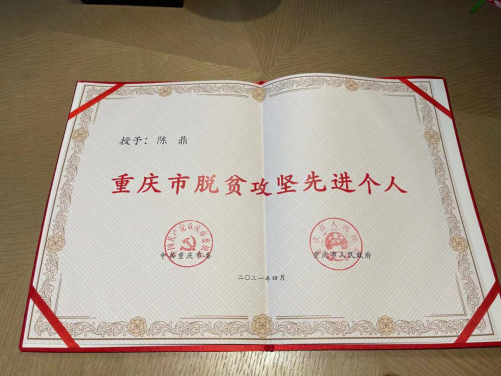 授予：陈 鼎
重庆市脱贫攻坚先进个人
中共重庆市委
重庆市人民政府
二〇二一年四月